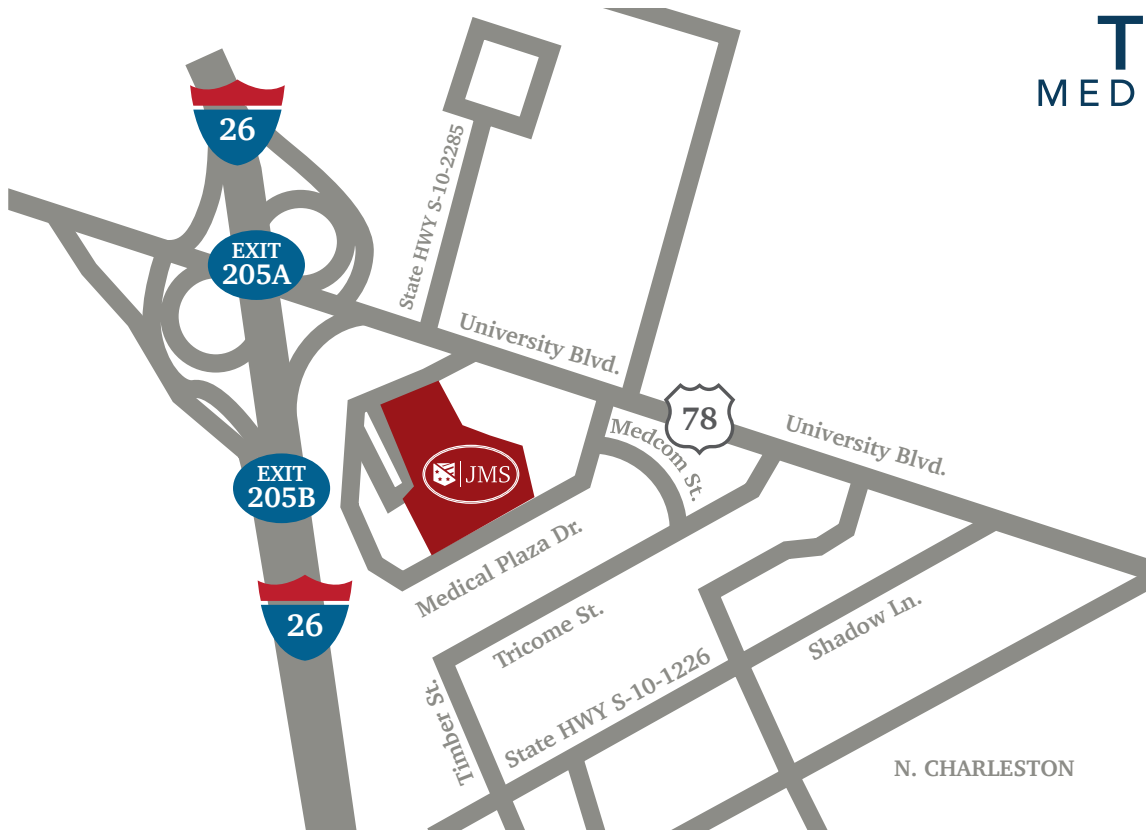 T
MED
26
EXIT
205A
State HWY S-10-2285
University Blvd.
78
Medcom St.
University Blvd.
EXIT
205B
JMS
Medical Plaza Dr.
26
Tricome St.
Shadow Ln.
Timber St.
State HWY S-10-1226
N. CHARLESTON